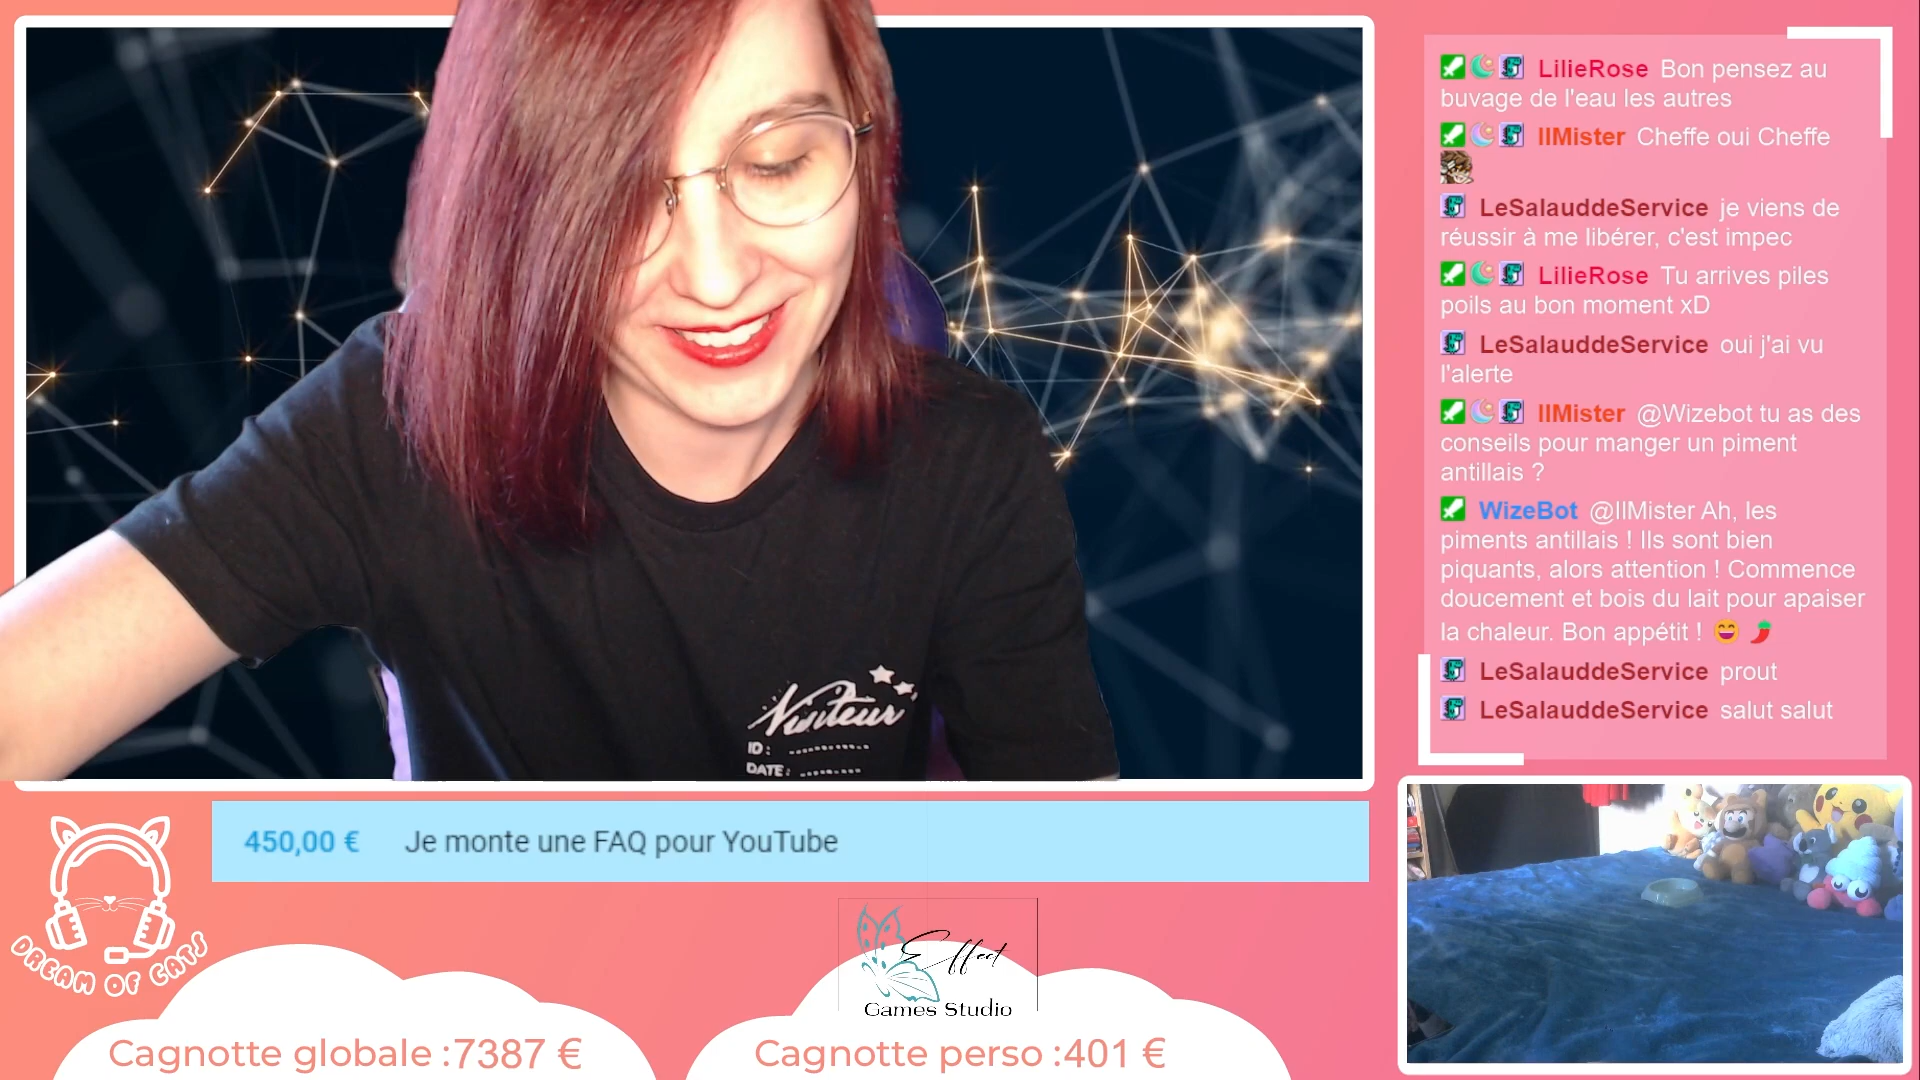 LilieRose Bon pensez au
buvage de l'eau les autres
IlMister Cheffe oui Cheffe
LeSalauddeService je viens de
réussir à me libérer, c'est impec
LilieRose Tu arrives piles
poils au bon moment xD
LeSalauddeService oui j'ai vu
l'alerte
IlMister @Wizebot tu as des
conseils pour manger un piment
antillais ?
WizeBot @IlMister Ah, les
piments antillais ! Ils sont bien
piquants, alors attention ! Commence
doucement et bois du lait pour apaiser
la chaleur. Bon appétit ! 😄 🌶️
LeSalauddeService prout
LeSalauddeService salut salut
ID :
DATE :
450,00 € Je monte une FAQ pour YouTube
DREAM OF CATS
Effect
Games Studio
Cagnotte globale :7387 €
Cagnotte perso :401 €